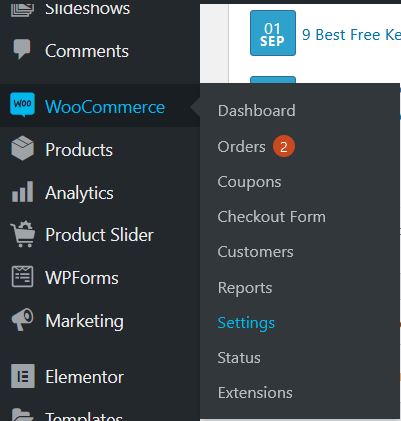 Slideshows
Comments
WooCommerce
Products
Analytics
Product Slider
WPForms
Marketing
Elementor
Templates
01
SEP
9 Best Free Ke
Dashboard
Orders 2
Coupons
Checkout Form
Customers
Reports
Settings
Status
Extensions